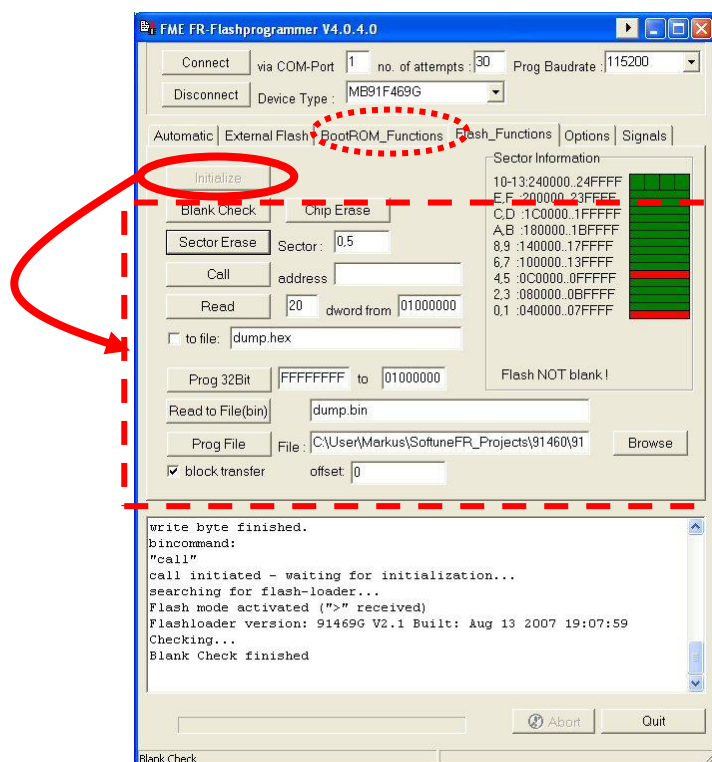 FME FR-Flashprogrammer V4.0.4.0
Connect via COM-Port 1 no. of attempts : 30 Prog Baudrate : 115200
Disconnect Device Type : MB91F469G
Automatic External Flash BootROM_Functions Flash_Functions Options Signals
Initialize
Blank Check Chip Erase
Sector Erase Sector : 0,5
Call address
Read 20 dword from 01000000
to file: dump.hex
Prog 32Bit FFFFFFFF to 01000000
Read to File(bin) dump.bin
Prog File File : C:\User\Markus\SoftuneFR_Projects\91460\91 Browse
block transfer offset: 0
Sector Information
10-13:240000..24FFFF
E,F :200000..23FFFF
C,D :1C0000..1FFFFF
A,B :180000..1BFFFF
8,9 :140000..17FFFF
6,7 :100000..13FFFF
4,5 :0C0000..0FFFFF
2,3 :080000..0BFFFF
0,1 :040000..07FFFF
Flash NOT blank !
write byte finished.
bincommand:
"call"
call initiated - waiting for initialization...
searching for flash-loader...
Flash mode activated (">" received)
Flashloader version: 91469G V2.1 Built: Aug 13 2007 19:07:59
Checking...
Blank Check finished
Abort Quit
Blank Check